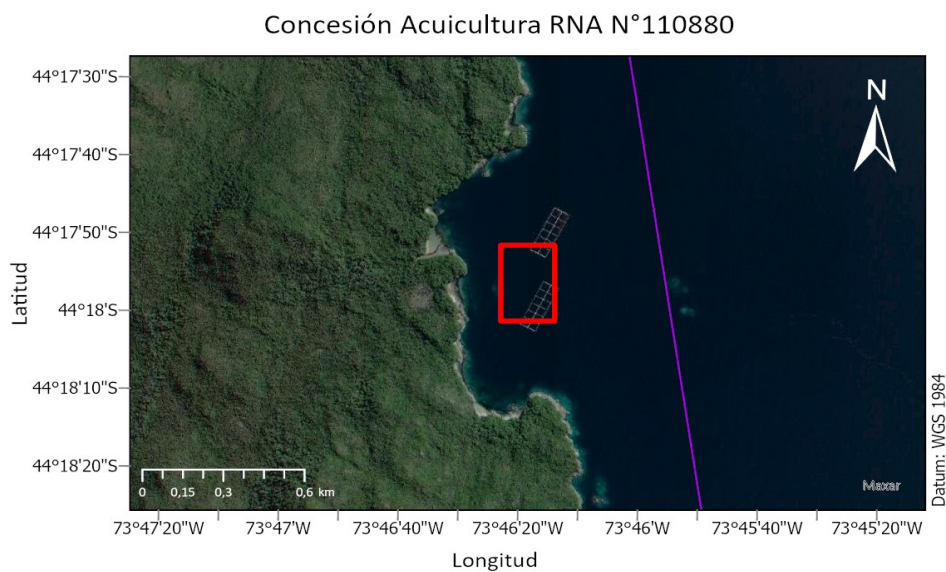 Concesión Acuicultura RNA N°110880
44°17'30"S
44°17'40"S
44°17'50"S
44°18'S
44°18'10"S
44°18'20"S
Latitud
N
0 0,15 0,3 0,6 km
Maxar
Datum: WGS 1984
73°47'20"W 73°47'W 73°46'40"W 73°46'20"W 73°46'W 73°45'40"W 73°45'20"W
Longitud